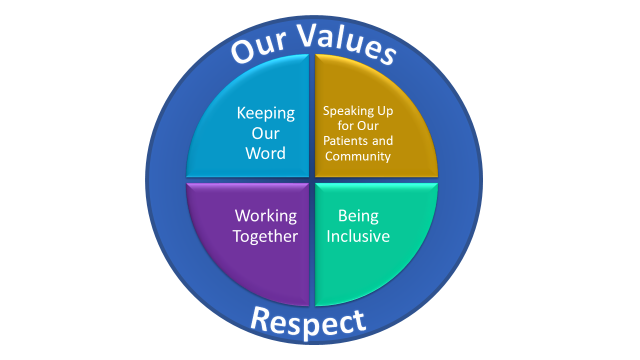 Our Values
Keeping
Our
Word
Speaking Up
for Our
Patients and
Community
Working
Together
Being
Inclusive
Respect